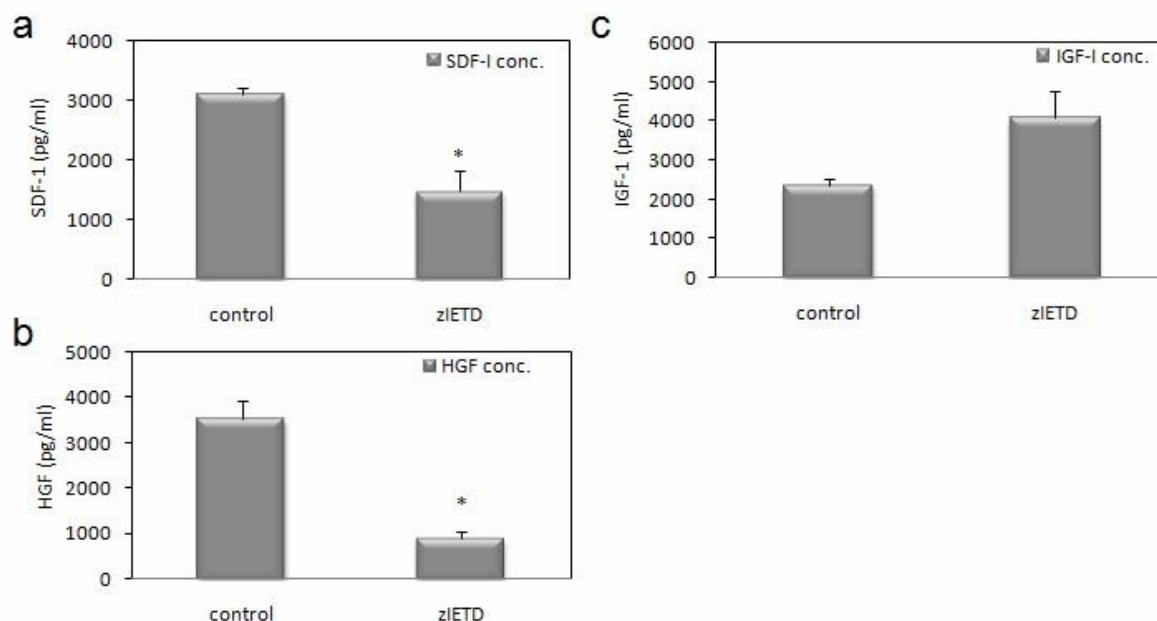 a
4000
3000
2000
1000
0
SDF-1 (pg/ml)
SDF-I conc.
*
control
zIETD
b
5000
4000
3000
2000
1000
0
HGF (pg/ml)
HGF conc.
*
control
zIETD
c
6000
5000
4000
3000
2000
1000
0
IGF-1 (pg/ml)
IGF-I conc.
control
zIETD